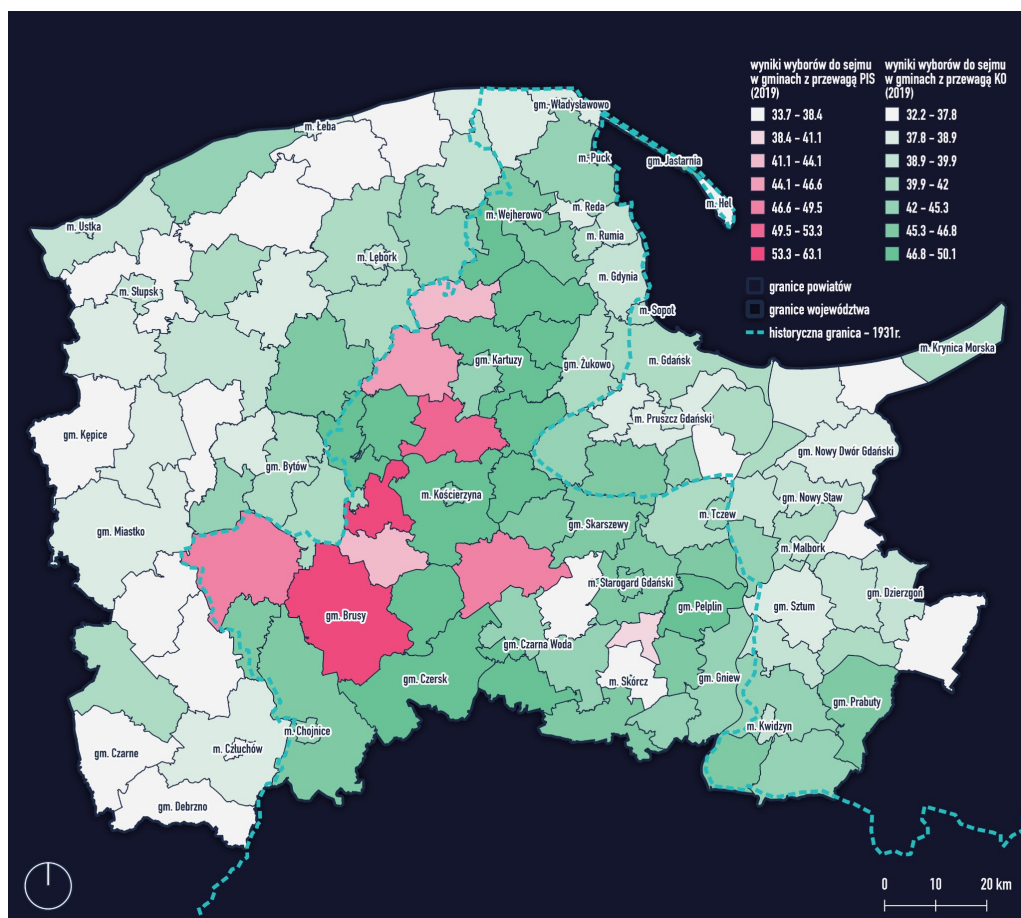 wyniki wyborów do sejmu
w gminach z przewagą PIS
(2019)
33.7 – 38.4
38.4 – 41.1
41.1 – 44.1
44.1 – 46.6
46.6 – 49.5
49.5 – 53.3
53.3 – 63.1
wyniki wyborów do sejmu
w gminach z przewagą KO
(2019)
32.2 – 37.8
37.8 – 38.9
38.9 – 39.9
39.9 – 42
42 – 45.3
45.3 – 46.8
46.8 – 50.1
granice powiatów
granice województwa
historyczna granica – 1931r.
gm. Władysławowo
m. Łeba
m. Puck
gm. Jastarnia
m. Hel
m. Reda
m. Wejherowo
m. Ustka
m. Rumia
m. Lębork
m. Gdynia
m. Słupsk
m. Sopot
m. Krynica Morska
gm. Kartuzy
gm. Żukowo
m. Gdańsk
m. Pruszcz Gdański
gm. Kępice
gm. Nowy Dwór Gdański
gm. Bytów
m. Kościerzyna
gm. Nowy Staw
m. Tczew
gm. Skarszewy
gm. Miastko
m. Malbork
m. Starogard Gdański
gm. Dzierzgoń
gm. Pelplin
gm. Sztum
gm. Brusy
gm. Czarna Woda
gm. Czersk
m. Skórcz
gm. Gniew
gm. Prabuty
m. Kwidzyn
m. Chojnice
m. Człuchów
gm. Czarne
gm. Debrzno
0 10 20 km